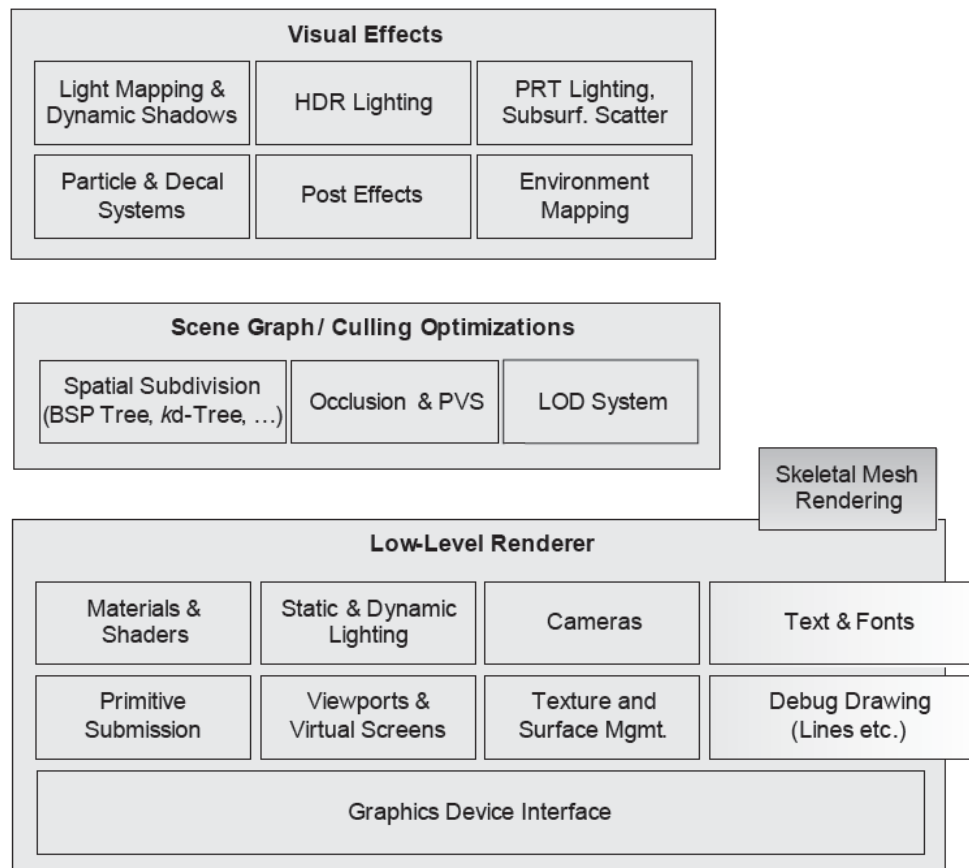 Visual Effects
Light Mapping &
Dynamic Shadows
HDR Lighting
PRT Lighting,
Subsurf. Scatter
Particle & Decal
Systems
Post Effects
Environment
Mapping
Scene Graph / Culling Optimizations
Spatial Subdivision
(BSP Tree, kd-Tree, …)
Occlusion & PVS
LOD System
Skeletal Mesh
Rendering
Low-Level Renderer
Materials &
Shaders
Static & Dynamic
Lighting
Cameras
Text & Fonts
Primitive
Submission
Viewports &
Virtual Screens
Texture and
Surface Mgmt.
Debug Drawing
(Lines etc.)
Graphics Device Interface